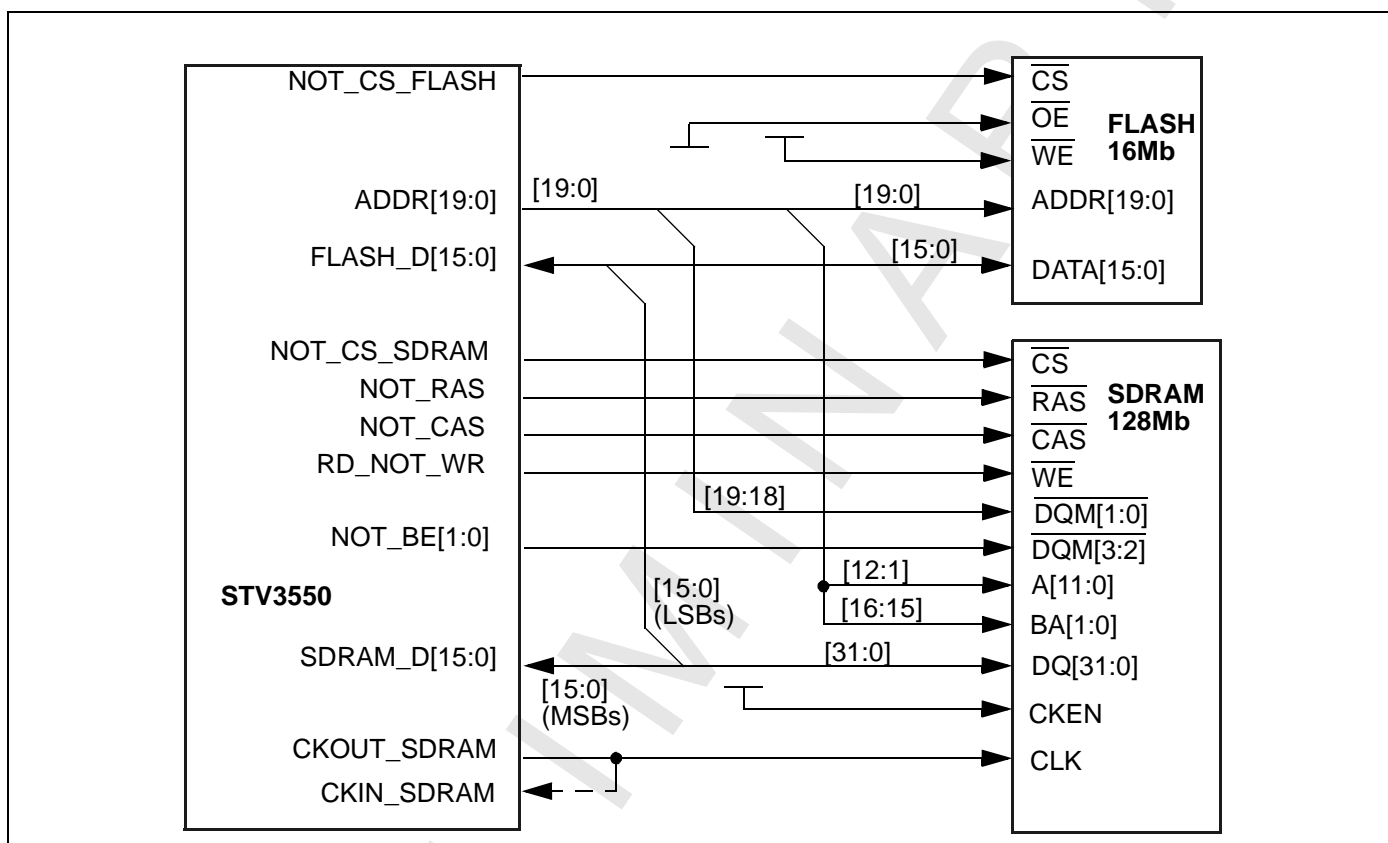 NOT_CS_FLASH
ADDR[19:0]
FLASH_D[15:0]
NOT_CS_SDRAM
NOT_RAS
NOT_CAS
RD_NOT_WR
NOT_BE[1:0]
STV3550
SDRAM_D[15:0]
CKOUT_SDRAM
CKIN_SDRAM
[19:0]
[19:0]
[15:0]
[19:18]
[12:1]
[16:15]
[15:0]
(LSBs)
[31:0]
[15:0]
(MSBs)
CS
OE
WE
FLASH
16Mb
ADDR[19:0]
DATA[15:0]
CS
RAS
CAS
WE
SDRAM
128Mb
DQM[1:0]
DQM[3:2]
A[11:0]
BA[1:0]
DQ[31:0]
CKEN
CLK
I M I N A R